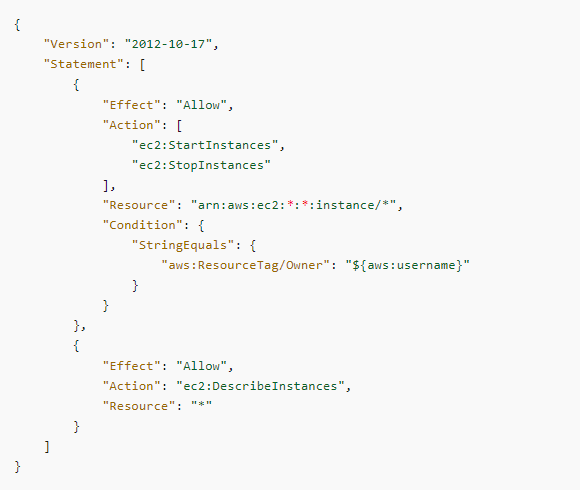 {
    "Version": "2012-10-17",
    "Statement": [
        {
            "Effect": "Allow",
            "Action": [
                "ec2:StartInstances",
                "ec2:StopInstances"
            ],
            "Resource": "arn:aws:ec2:*:*:instance/*",
            "Condition": {
                "StringEquals": {
                    "aws:ResourceTag/Owner": "${aws:username}"
                }
            }
        },
        {
            "Effect": "Allow",
            "Action": "ec2:DescribeInstances",
            "Resource": "*"
        }
    ]
}